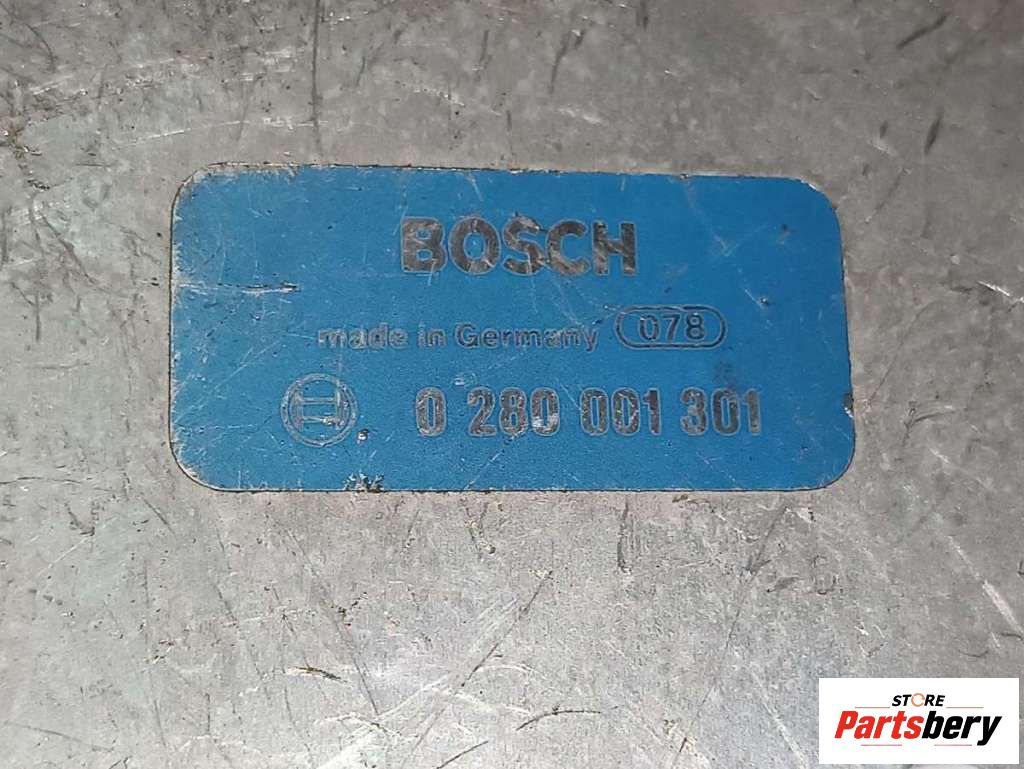 BOSCH
made in Germany 078
0 280 001 301
STORE
Partsbery